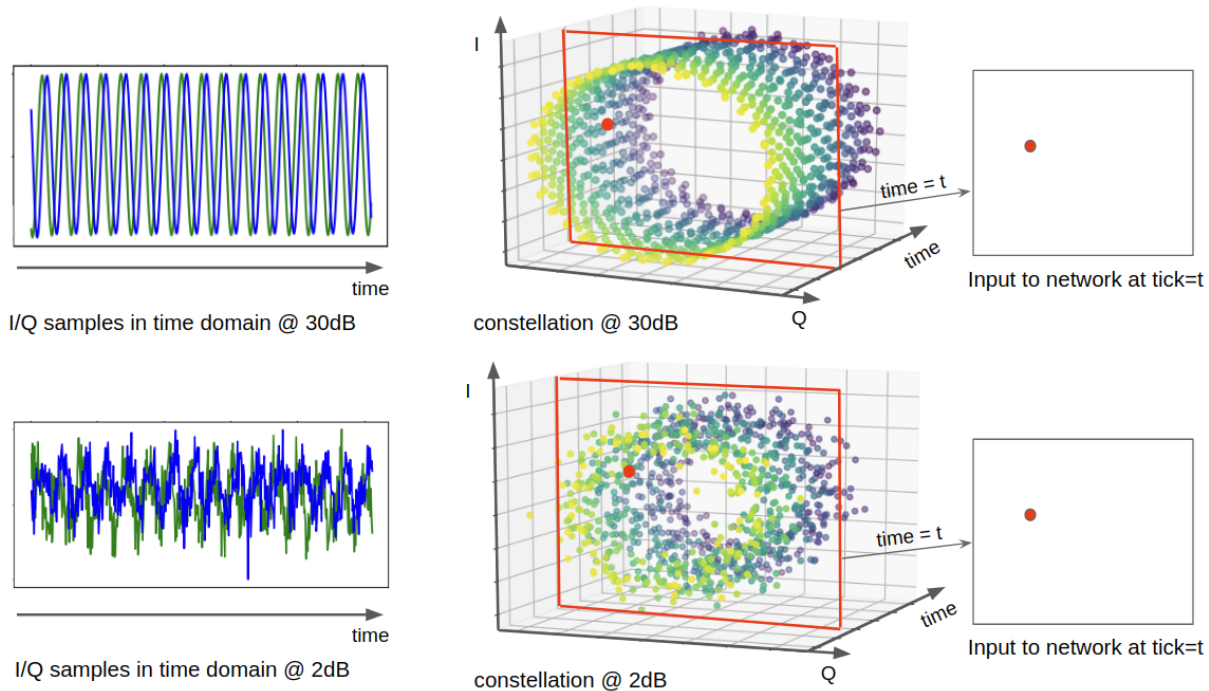 I
time = t
time
time
Input to network at tick=t
I/Q samples in time domain @ 30dB
constellation @ 30dB
Q
I
time = t
time
time
Input to network at tick=t
I/Q samples in time domain @ 2dB
constellation @ 2dB
Q